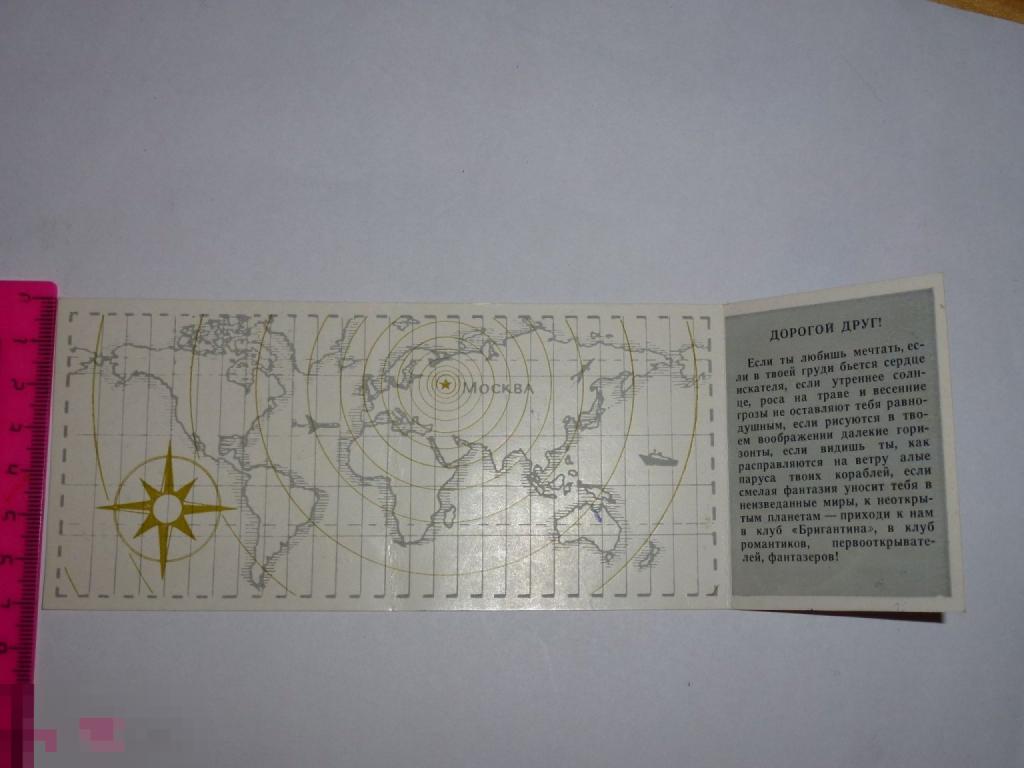 Москва
ДОРОГОЙ ДРУГ!
Если ты любишь мечтать, ес-
ли в твоей груди бьется сердце
искателя, если утреннее солн-
це, роса на траве и весенние
грозы не оставляют тебя равно-
душным, если рисуются в тво-
ем воображении далекие гори-
зонты, если видишь ты, как
расправляются на ветру алые
паруса твоих кораблей, если
смелая фантазия уносит тебя в
неизведанные миры, к неоткры-
тым планетам — приходи к нам
в клуб «Бригантина», в клуб
романтиков, первооткрывате-
лей, фантазеров!